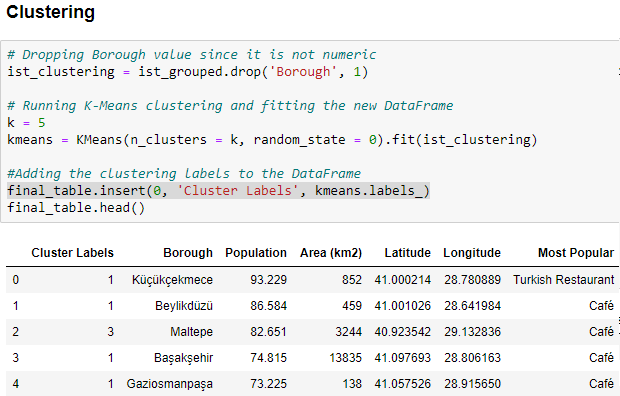 Clustering
# Dropping Borough value since it is not numeric
ist_clustering = ist_grouped.drop('Borough', 1)
# Running K-Means clustering and fitting the new DataFrame
k = 5
kmeans = KMeans(n_clusters = k, random_state = 0).fit(ist_clustering)
#Adding the clustering labels to the DataFrame
final_table.insert(0, 'Cluster Labels', kmeans.labels_)
final_table.head()
Cluster Labels Borough Population Area (km2) Latitude Longitude Most Popular
0 1 Küçükçekmece 93.229 852 41.000214 28.780889 Turkish Restaurant
1 1 Beylikdüzü 86.584 459 41.001026 28.641984 Café
2 3 Maltepe 82.651 3244 40.923542 29.132836 Café
3 1 Başakşehir 74.815 13835 41.097693 28.806163 Café
4 1 Gaziosmanpaşa 73.225 138 41.057526 28.915650 Café